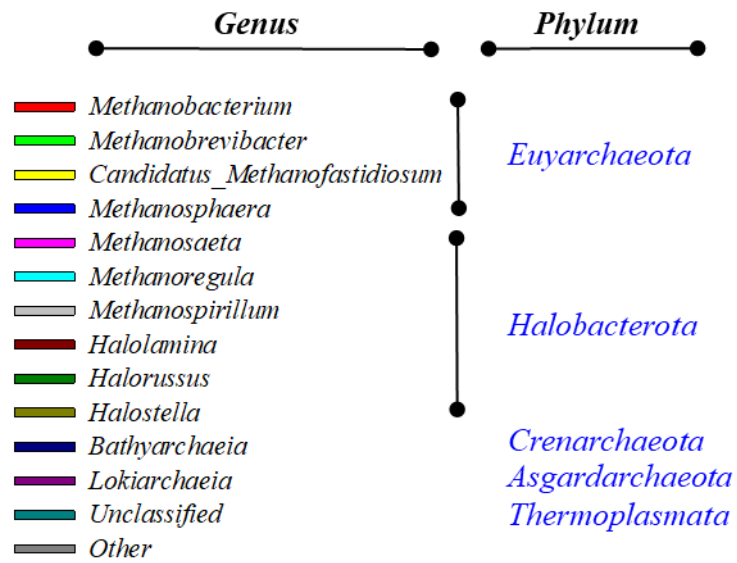 Genus Phylum
Methanobacterium
Methanobrevibacter
Euyarchaeota
Candidatus_Methanofastidiosum
Methanosphaera
Methanosaeta
Methanoregula
Methanospirillum
Halobacterota
Halolamina
Halorussus
Halostella
Bathyarchaeia Crenarchaeota
Lokiarchaeia Asgardarchaeota
Unclassified Thermoplasmata
Other